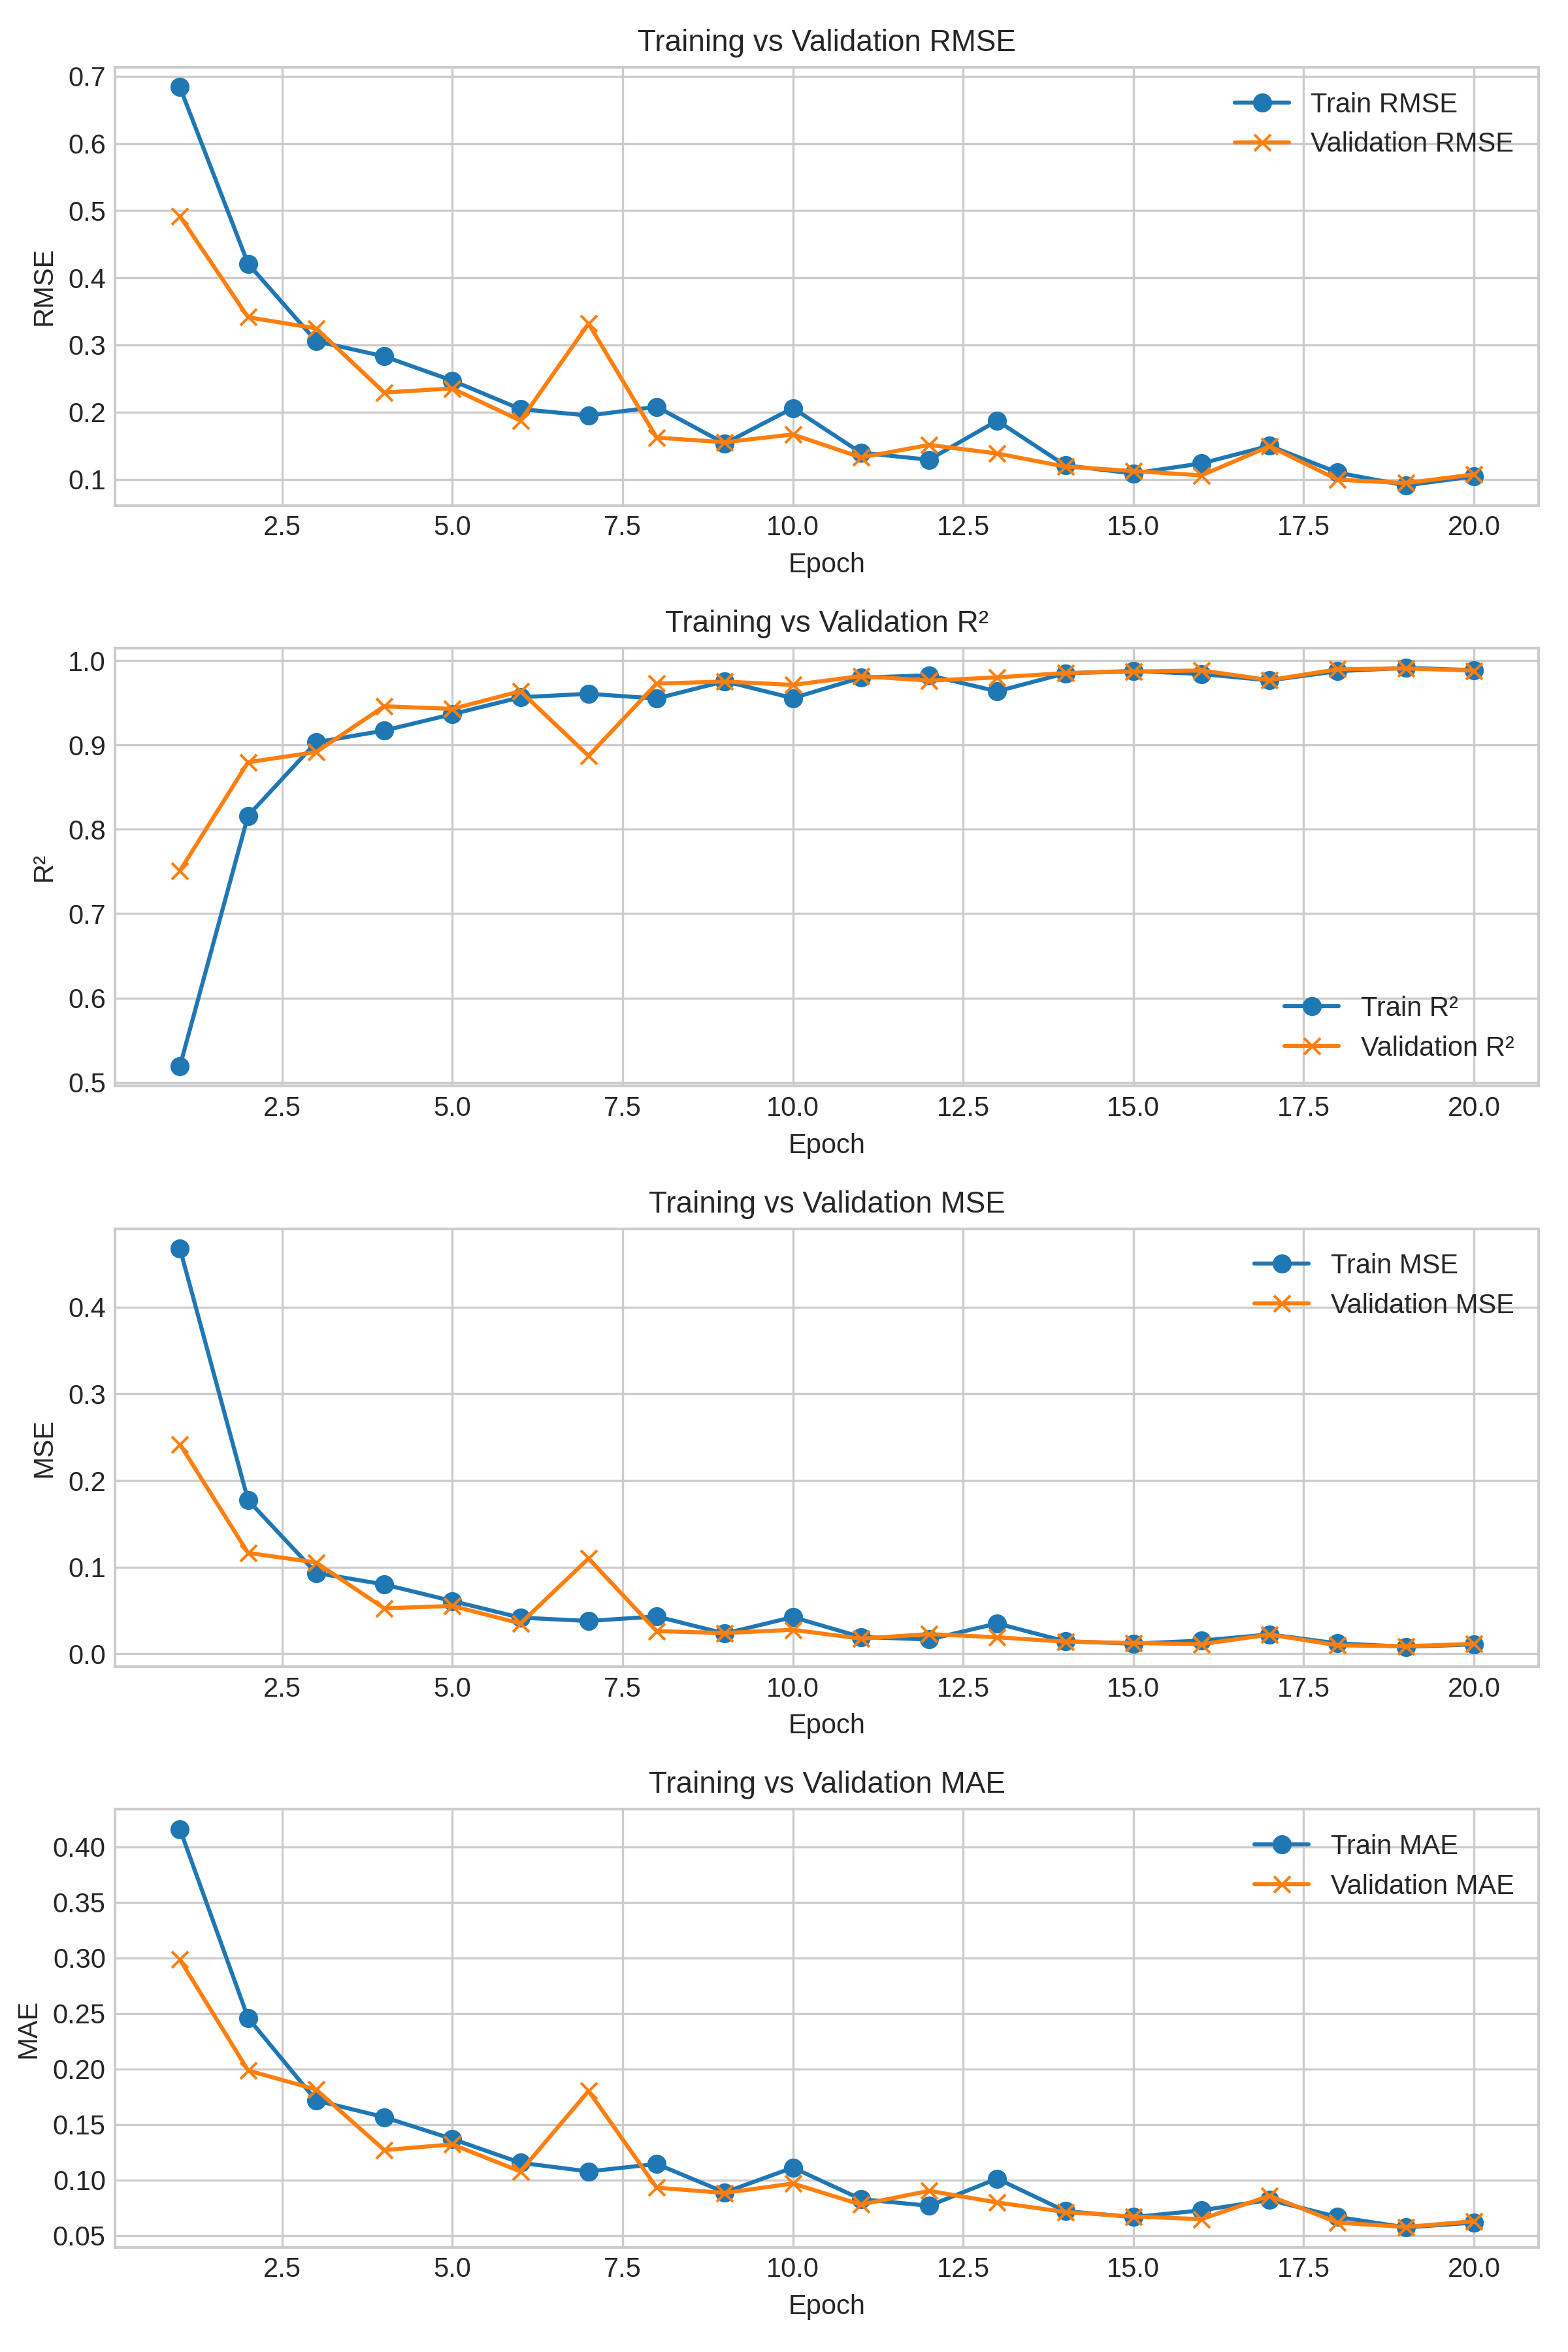 Training vs Validation RMSE
0.7
0.6
0.5
0.4
0.3
0.2
0.1
RMSE
Train RMSE
Validation RMSE
2.5 5.0 7.5 10.0 12.5 15.0 17.5 20.0
Epoch
Training vs Validation R²
1.0
0.9
0.8
0.7
0.6
0.5
R²
Train R²
Validation R²
2.5 5.0 7.5 10.0 12.5 15.0 17.5 20.0
Epoch
Training vs Validation MSE
0.4
0.3
0.2
0.1
0.0
MSE
Train MSE
Validation MSE
2.5 5.0 7.5 10.0 12.5 15.0 17.5 20.0
Epoch
Training vs Validation MAE
0.40
0.35
0.30
0.25
0.20
0.15
0.10
0.05
MAE
Train MAE
Validation MAE
2.5 5.0 7.5 10.0 12.5 15.0 17.5 20.0
Epoch